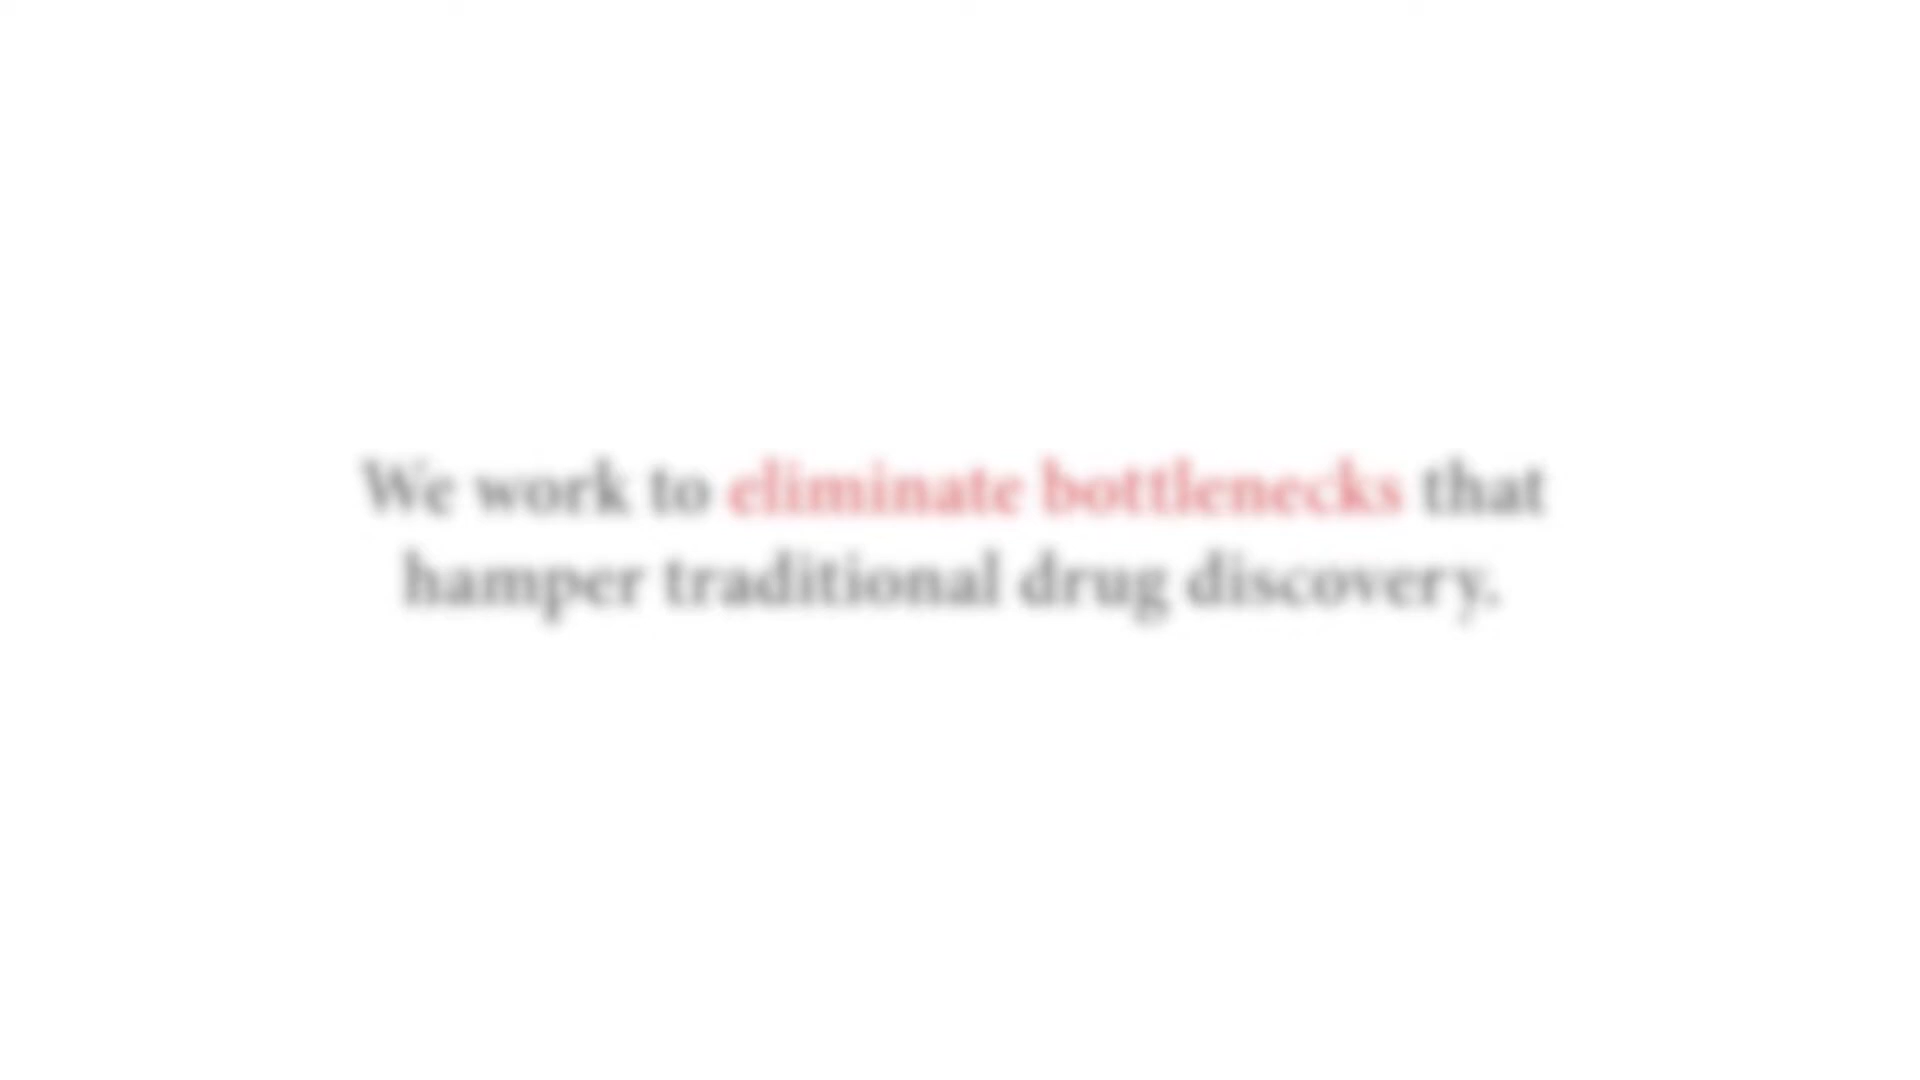 We work to eliminate bottlenecks that
hamper traditional drug discovery.